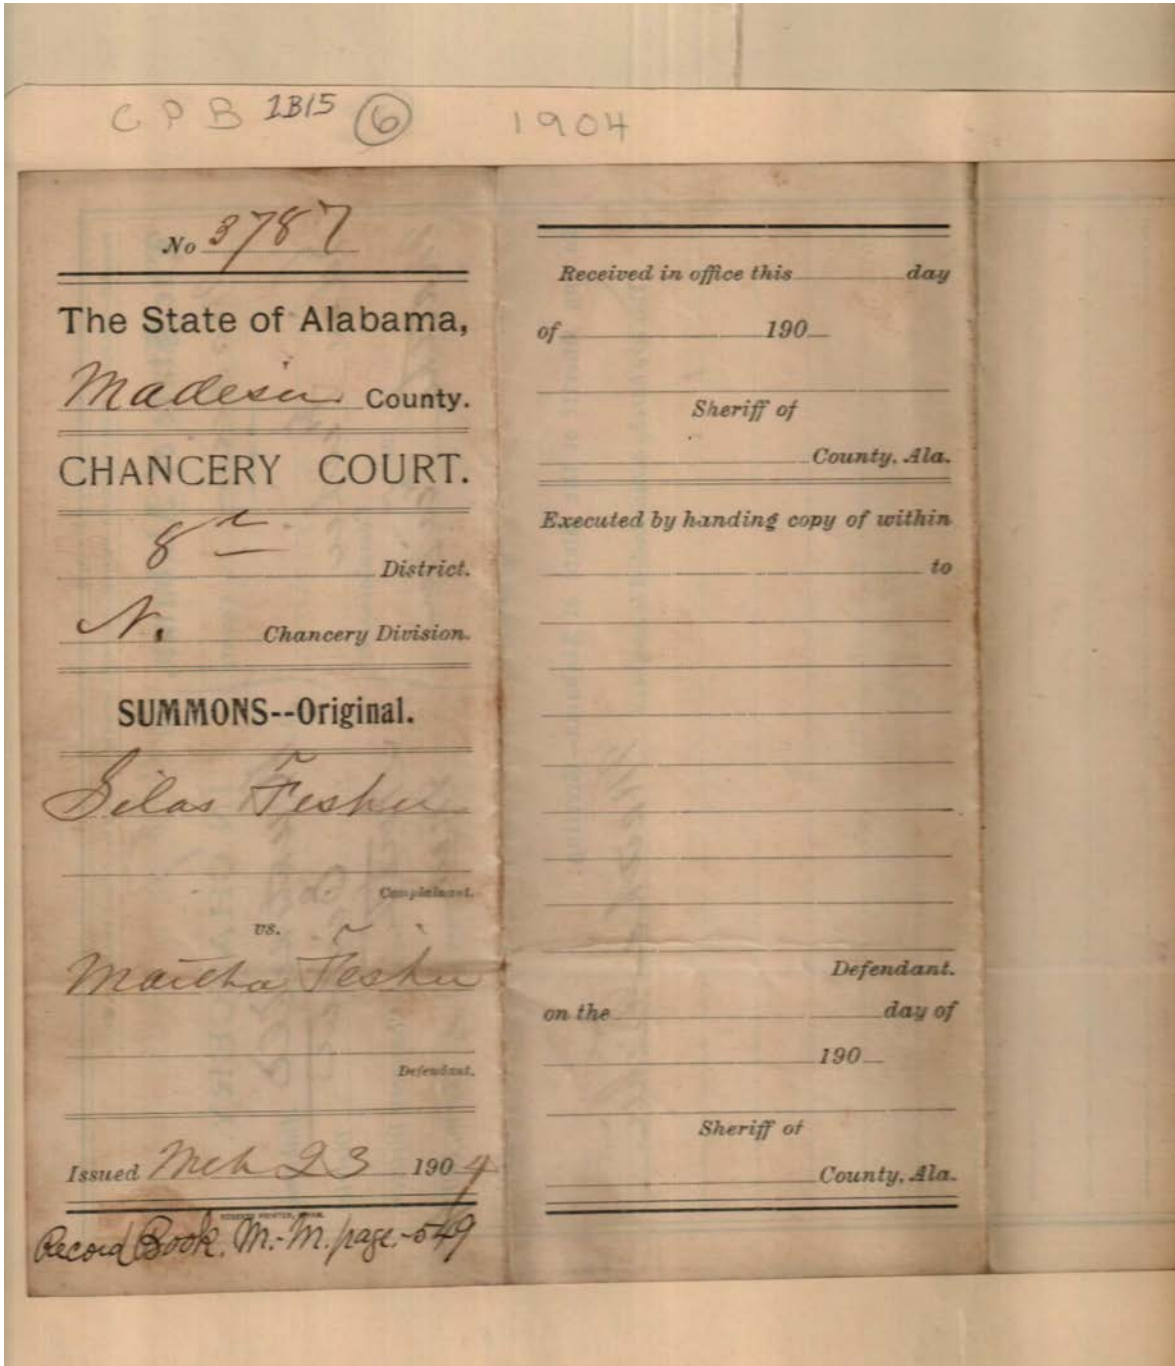 C P B 2B15 6 1904
No 3787
The State of Alabama,
Madison County.
CHANCERY COURT.
8th District.
N. Chancery Division.
SUMMONS--Original.
Silas Fisher
Complainant.
vs.
Martha Fisher
Defendant.
Issued Mch 23 1904
Record Book. M.-M. page.-549
Received in office this day
of 190
Sheriff of
County, Ala.
Executed by handing copy of within
to
Defendant.
on the day of
190
Sheriff of
County, Ala.